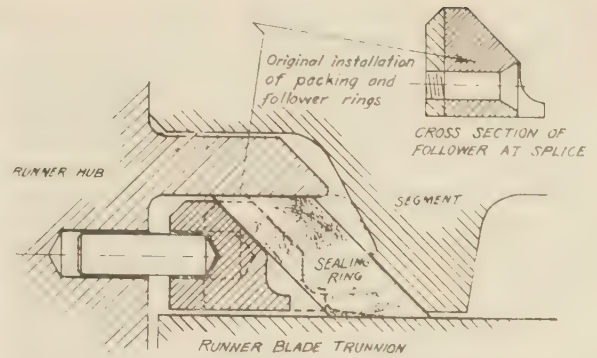 Original installation
of packing and
follower rings
CROSS SECTION OF
FOLLOWER AT SPLICE
RUNNER HUB
SEGMENT
SEALING
RING
RUNNER BLADE TRUNNION